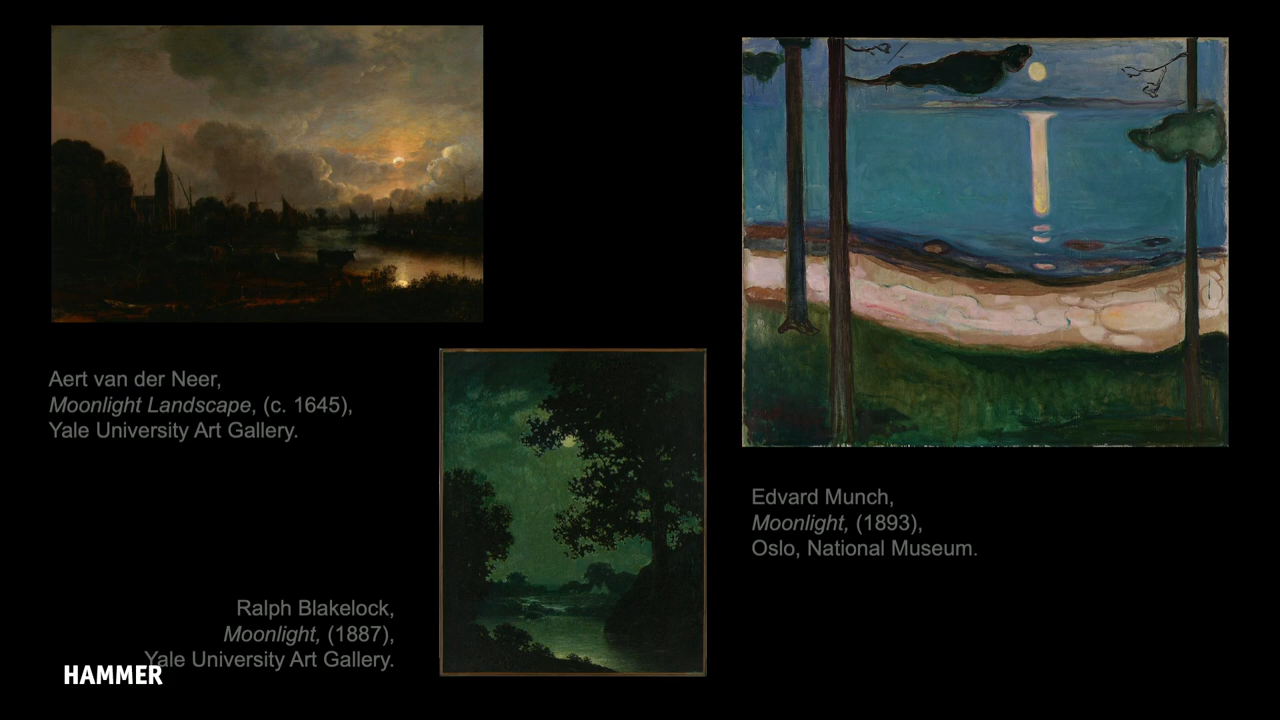 Aert van der Neer,
Moonlight Landscape, (c. 1645),
Yale University Art Gallery.
Edvard Munch,
Moonlight, (1893),
Oslo, National Museum.
Ralph Blakelock,
Moonlight, (1887),
Yale University Art Gallery.
HAMMER